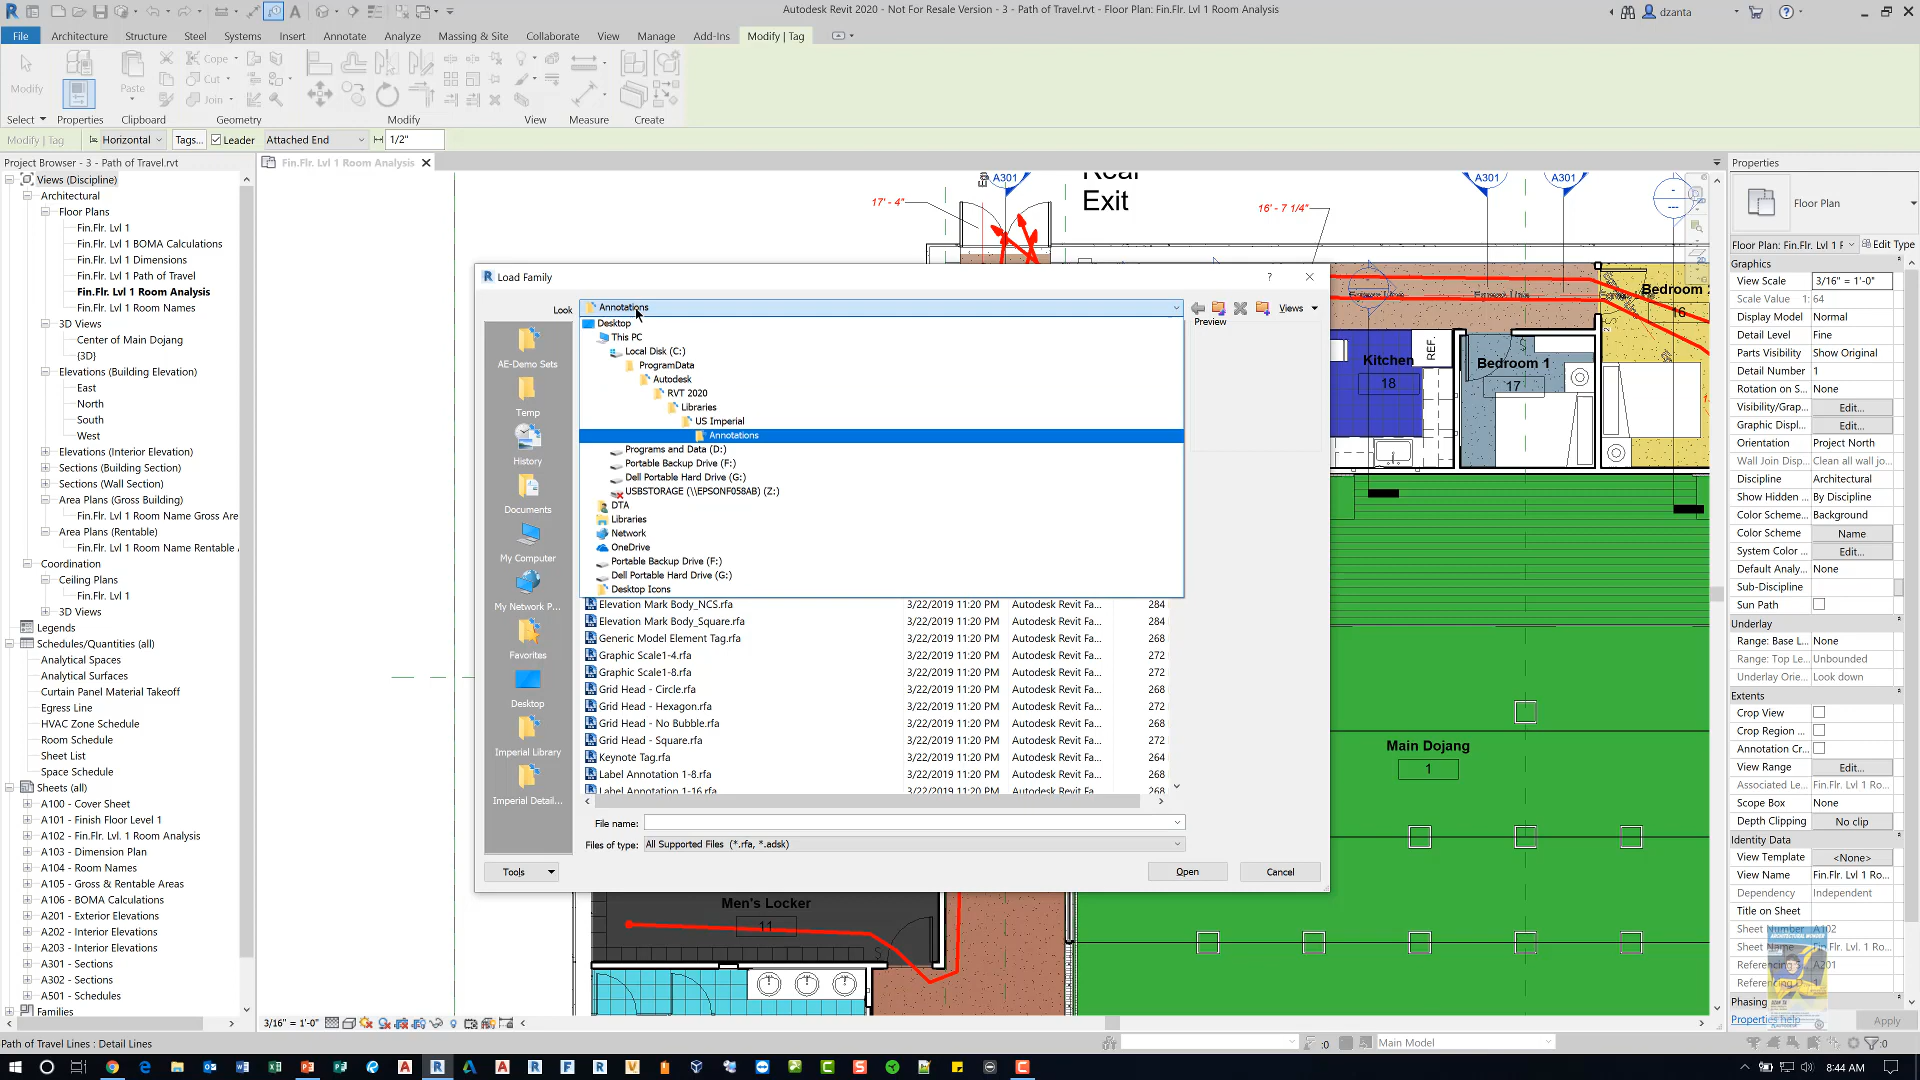 Autodesk Revit 2020 - Not For Resale Version - 3 - Path of Travel.rvt - Floor Plan: Fin.Flr. Lvl 1 Room Analysis
dzanta
File Architecture Structure Steel Systems Insert Annotate Analyze Massing & Site Collaborate View Manage Add-Ins Modify | Tag
Modify Paste Cope Cut Join
Select Properties Clipboard Geometry Modify View Measure Create
Modify | Tag Horizontal Tags... Leader Attached End 1/2"
Project Browser - 3 - Path of Travel.rvt
Views (Discipline)
Architectural
Floor Plans
Fin.Flr. Lvl 1
Fin.Flr. Lvl 1 BOMA Calculations
Fin.Flr. Lvl 1 Dimensions
Fin.Flr. Lvl 1 Path of Travel
Fin.Flr. Lvl 1 Room Analysis
Fin.Flr. Lvl 1 Room Names
3D Views
Center of Main Dojang
{3D}
Elevations (Building Elevation)
East
North
South
West
Elevations (Interior Elevation)
Sections (Building Section)
Sections (Wall Section)
Area Plans (Gross Building)
Fin.Flr. Lvl 1 Room Name Gross Are
Area Plans (Rentable)
Fin.Flr. Lvl 1 Room Name Rentable
Coordination
Ceiling Plans
Fin.Flr. Lvl 1
3D Views
Legends
Schedules/Quantities (all)
Analytical Spaces
Analytical Surfaces
Curtain Panel Material Takeoff
Egress Line
HVAC Zone Schedule
Room Schedule
Sheet List
Space Schedule
Sheets (all)
A100 - Cover Sheet
A101 - Finish Floor Level 1
A102 - Fin.Flr. Lvl. 1 Room Analysis
A103 - Dimension Plan
A104 - Room Names
A105 - Gross & Rentable Areas
A106 - BOMA Calculations
A201 - Exterior Elevations
A202 - Interior Elevations
A203 - Interior Elevations
A301 - Sections
A302 - Sections
A501 - Schedules
Families
Fin.Flr. Lvl 1 Room Analysis
Rear
Exit
A301 A301 A301
17' - 4"
16' - 7 1/4"
Load Family
Look Annotations Views
Preview
Desktop
This PC
Local Disk (C:)
ProgramData
Autodesk
RVT 2020
Libraries
US Imperial
Annotations
Programs and Data (D:)
Portable Backup Drive (F:)
Dell Portable Hard Drive (G:)
USBSTORAGE (\\EPSONF058AB) (Z:)
DTA
Libraries
Network
OneDrive
Portable Backup Drive (F:)
Dell Portable Hard Drive (G:)
Desktop Icons
AE-Demo Sets
Temp
History
Documents
My Computer
My Network P...
Favorites
Desktop
Imperial Library
Imperial Detail...
Elevation Mark Body_NCS.rfa 3/22/2019 11:20 PM Autodesk Revit Fa... 284
Elevation Mark Body_Square.rfa 3/22/2019 11:20 PM Autodesk Revit Fa... 284
Generic Model Element Tag.rfa 3/22/2019 11:20 PM Autodesk Revit Fa... 268
Graphic Scale1-4.rfa 3/22/2019 11:20 PM Autodesk Revit Fa... 272
Graphic Scale1-8.rfa 3/22/2019 11:20 PM Autodesk Revit Fa... 272
Grid Head - Circle.rfa 3/22/2019 11:20 PM Autodesk Revit Fa... 268
Grid Head - Hexagon.rfa 3/22/2019 11:20 PM Autodesk Revit Fa... 268
Grid Head - No Bubble.rfa 3/22/2019 11:20 PM Autodesk Revit Fa... 268
Grid Head - Square.rfa 3/22/2019 11:20 PM Autodesk Revit Fa... 272
Keynote Tag.rfa 3/22/2019 11:20 PM Autodesk Revit Fa... 264
Label Annotation 1-8.rfa 3/22/2019 11:20 PM Autodesk Revit Fa... 268
Label Annotation 1-16.rfa 3/22/2019 11:20 PM Autodesk Revit Fa... 268
File name:
Files of type: All Supported Files (*.rfa, *.adsk)
Tools Open Cancel
Kitchen
18
REF.
Bedroom 1
17
Bedroom
16
Main Dojang
1
Men's Locker
11
Properties
Floor Plan
Floor Plan: Fin.Flr. Lvl 1 F Edit Type
Graphics
View Scale 3/16" = 1'-0"
Scale Value 1: 64
Display Model Normal
Detail Level Fine
Parts Visibility Show Original
Detail Number 1
Rotation on S... None
Visibility/Grap... Edit...
Graphic Displ... Edit...
Orientation Project North
Wall Join Disp... Clean all wall jo...
Discipline Architectural
Show Hidden ... By Discipline
Color Scheme... Background
Color Scheme Name
System Color ... Edit...
Default Analy... None
Sub-Discipline
Sun Path
Underlay
Range: Base L... None
Range: Top Le... Unbounded
Underlay Orie... Look down
Extents
Crop View
Crop Region ...
Annotation Cr...
View Range Edit...
Associated Le... Fin.Flr. Lvl 1 Ro...
Scope Box None
Depth Clipping No clip
Identity Data
View Template <None>
View Name Fin.Flr. Lvl 1 Ro...
Dependency Independent
Title on Sheet
Sheet Number A102
Sheet Name Fin Flr. Lvl. 1 Ro...
Referencing S... A201
Referencing D... 1
Phasing
Properties help Apply
3/16" = 1'-0"
Path of Travel Lines : Detail Lines
:0 Main Model :0
8:44 AM